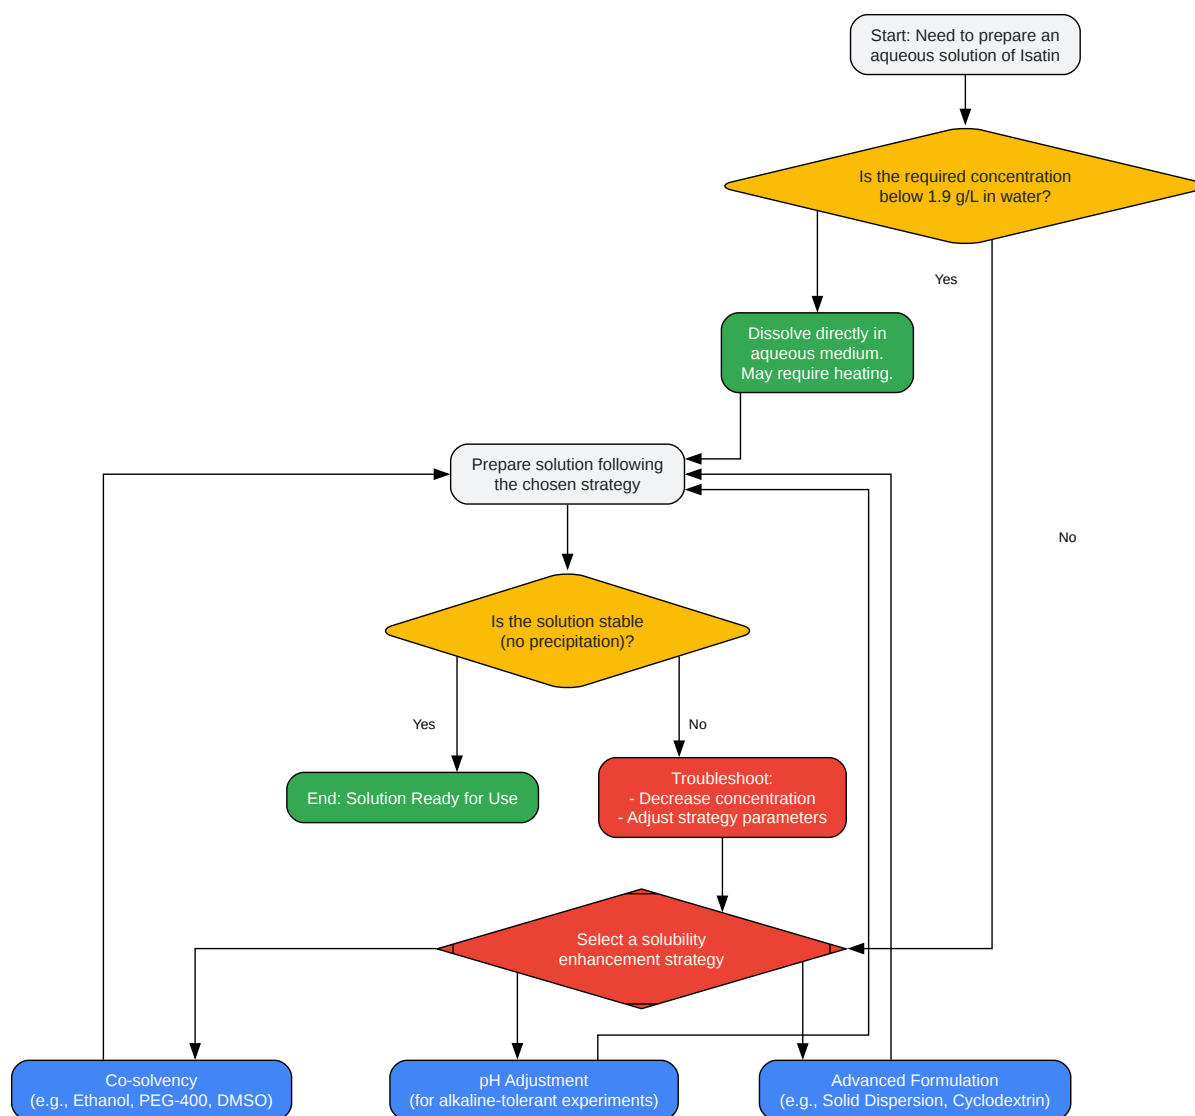 Start: Need to prepare an
aqueous solution of Isatin
Is the required concentration
below 1.9 g/L in water?
Yes
Dissolve directly in
aqueous medium.
May require heating.
Prepare solution following
the chosen strategy
No
Is the solution stable
(no precipitation)?
Yes
No
End: Solution Ready for Use
Troubleshoot:
- Decrease concentration
- Adjust strategy parameters
Select a solubility
enhancement strategy
Co-solvency
(e.g., Ethanol, PEG-400, DMSO)
pH Adjustment
(for alkaline-tolerant experiments)
Advanced Formulation
(e.g., Solid Dispersion, Cyclodextrin)